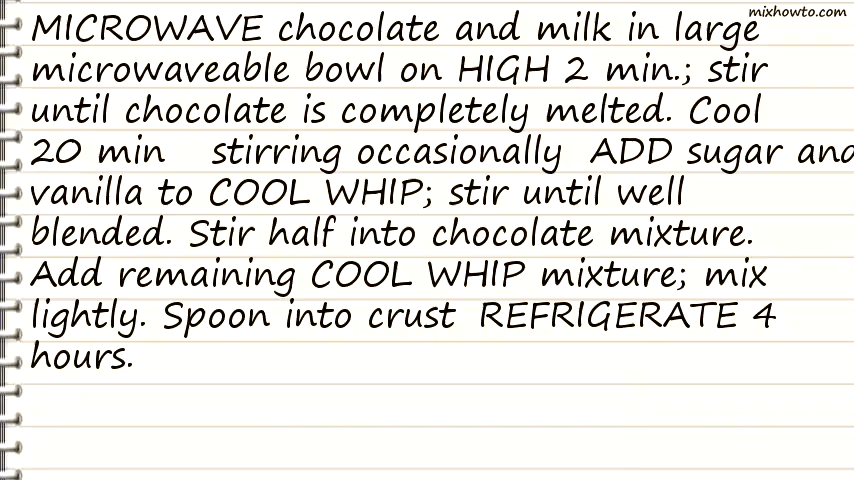 mixhowto.com
MICROWAVE chocolate and milk in large
microwaveable bowl on HIGH 2 min.; stir
until chocolate is completely melted. Cool
20 min    stirring occasionally  ADD sugar and
vanilla to COOL WHIP; stir until well
blended. Stir half into chocolate mixture.
Add remaining COOL WHIP mixture; mix
lightly. Spoon into crust  REFRIGERATE 4
hours.